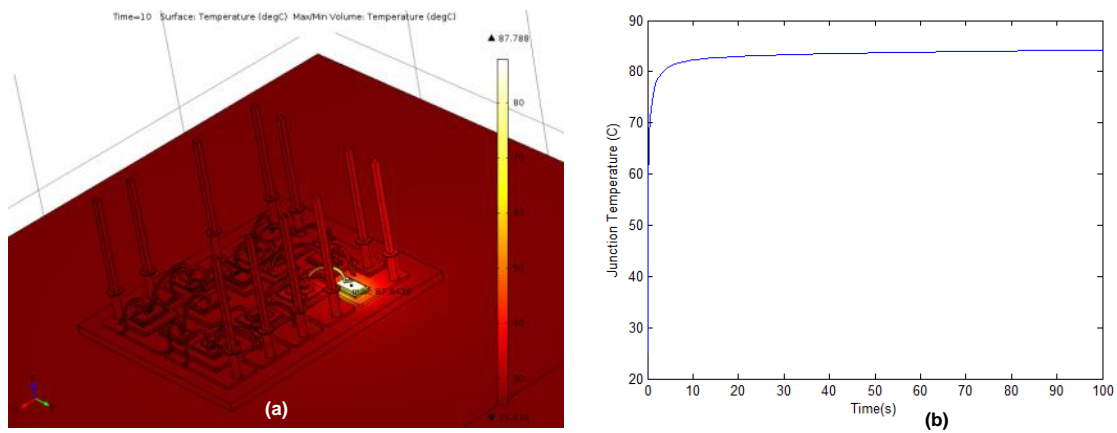 Time=10 Surface: Temperature (degC) Max/Min Volume: Temperature (degC)
▲ 87.788
80
(a)
90
80
70
60
50
40
30
20
Junction Temperature (C)
0 10 20 30 40 50 60 70 80 90 100
Time(s)
(b)